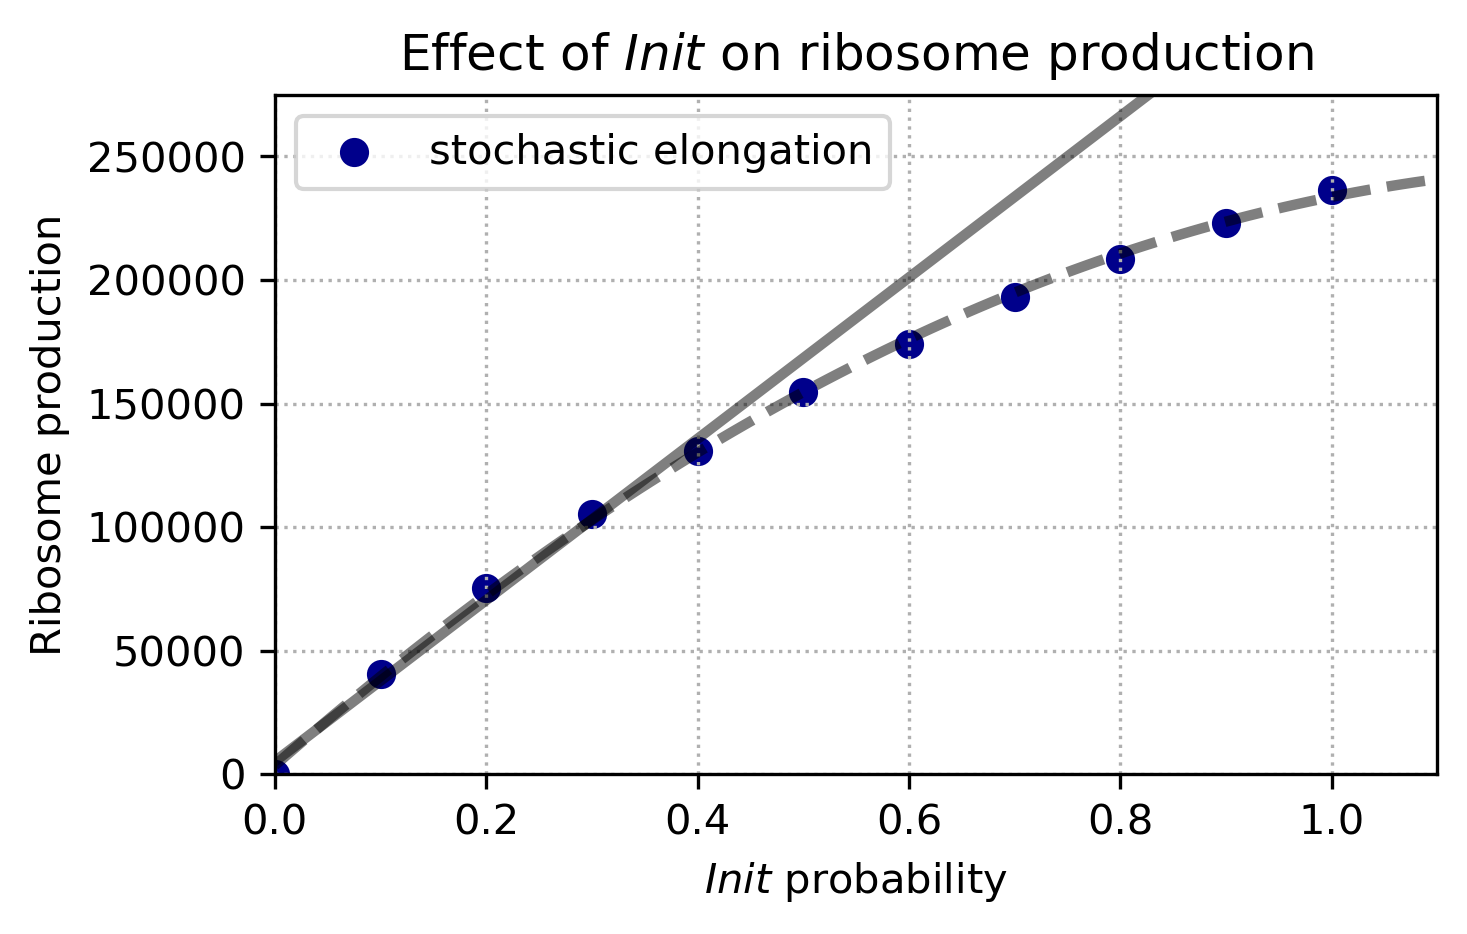 Effect of Init on ribosome production
stochastic elongation
Ribosome production
250000
200000
150000
100000
50000
0
0.0 0.2 0.4 0.6 0.8 1.0
Init probability